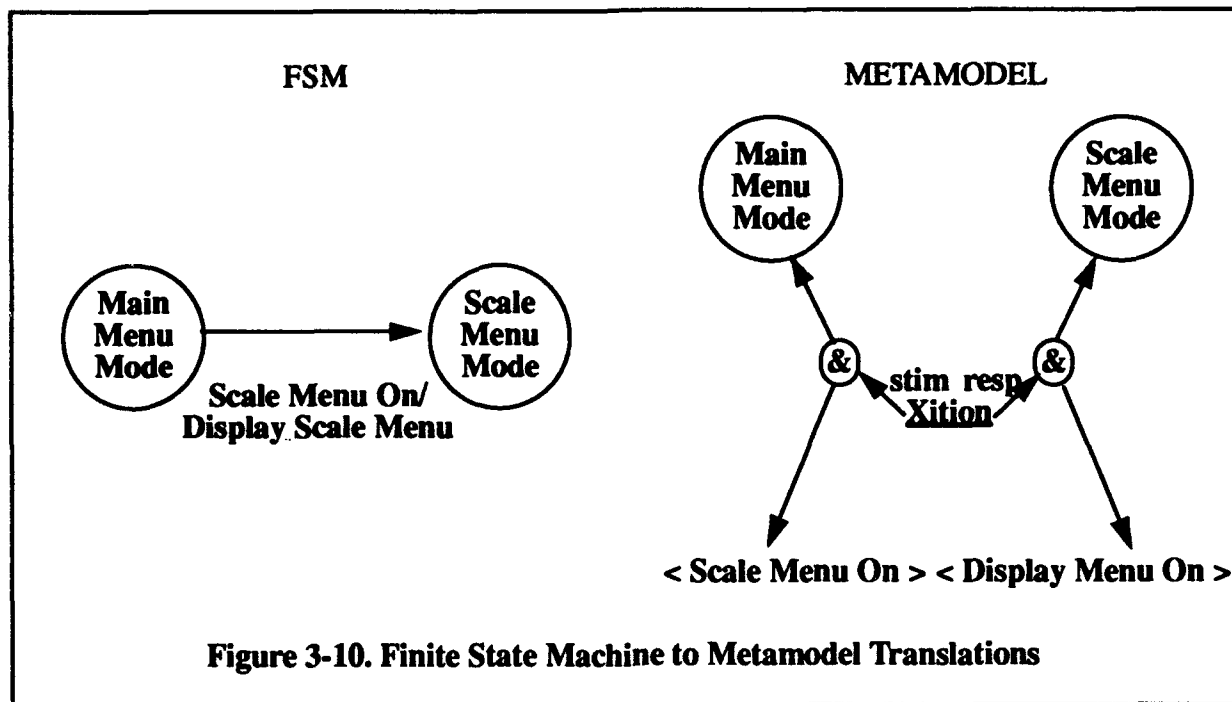 FSM
METAMODEL
Main
Menu
Mode
Scale
Menu
Mode
Scale Menu On/
Display Scale Menu
Main
Menu
Mode
Scale
Menu
Mode
&
&
stim resp
Xition
< Scale Menu On > < Display Menu On >
Figure 3-10. Finite State Machine to Metamodel Translations